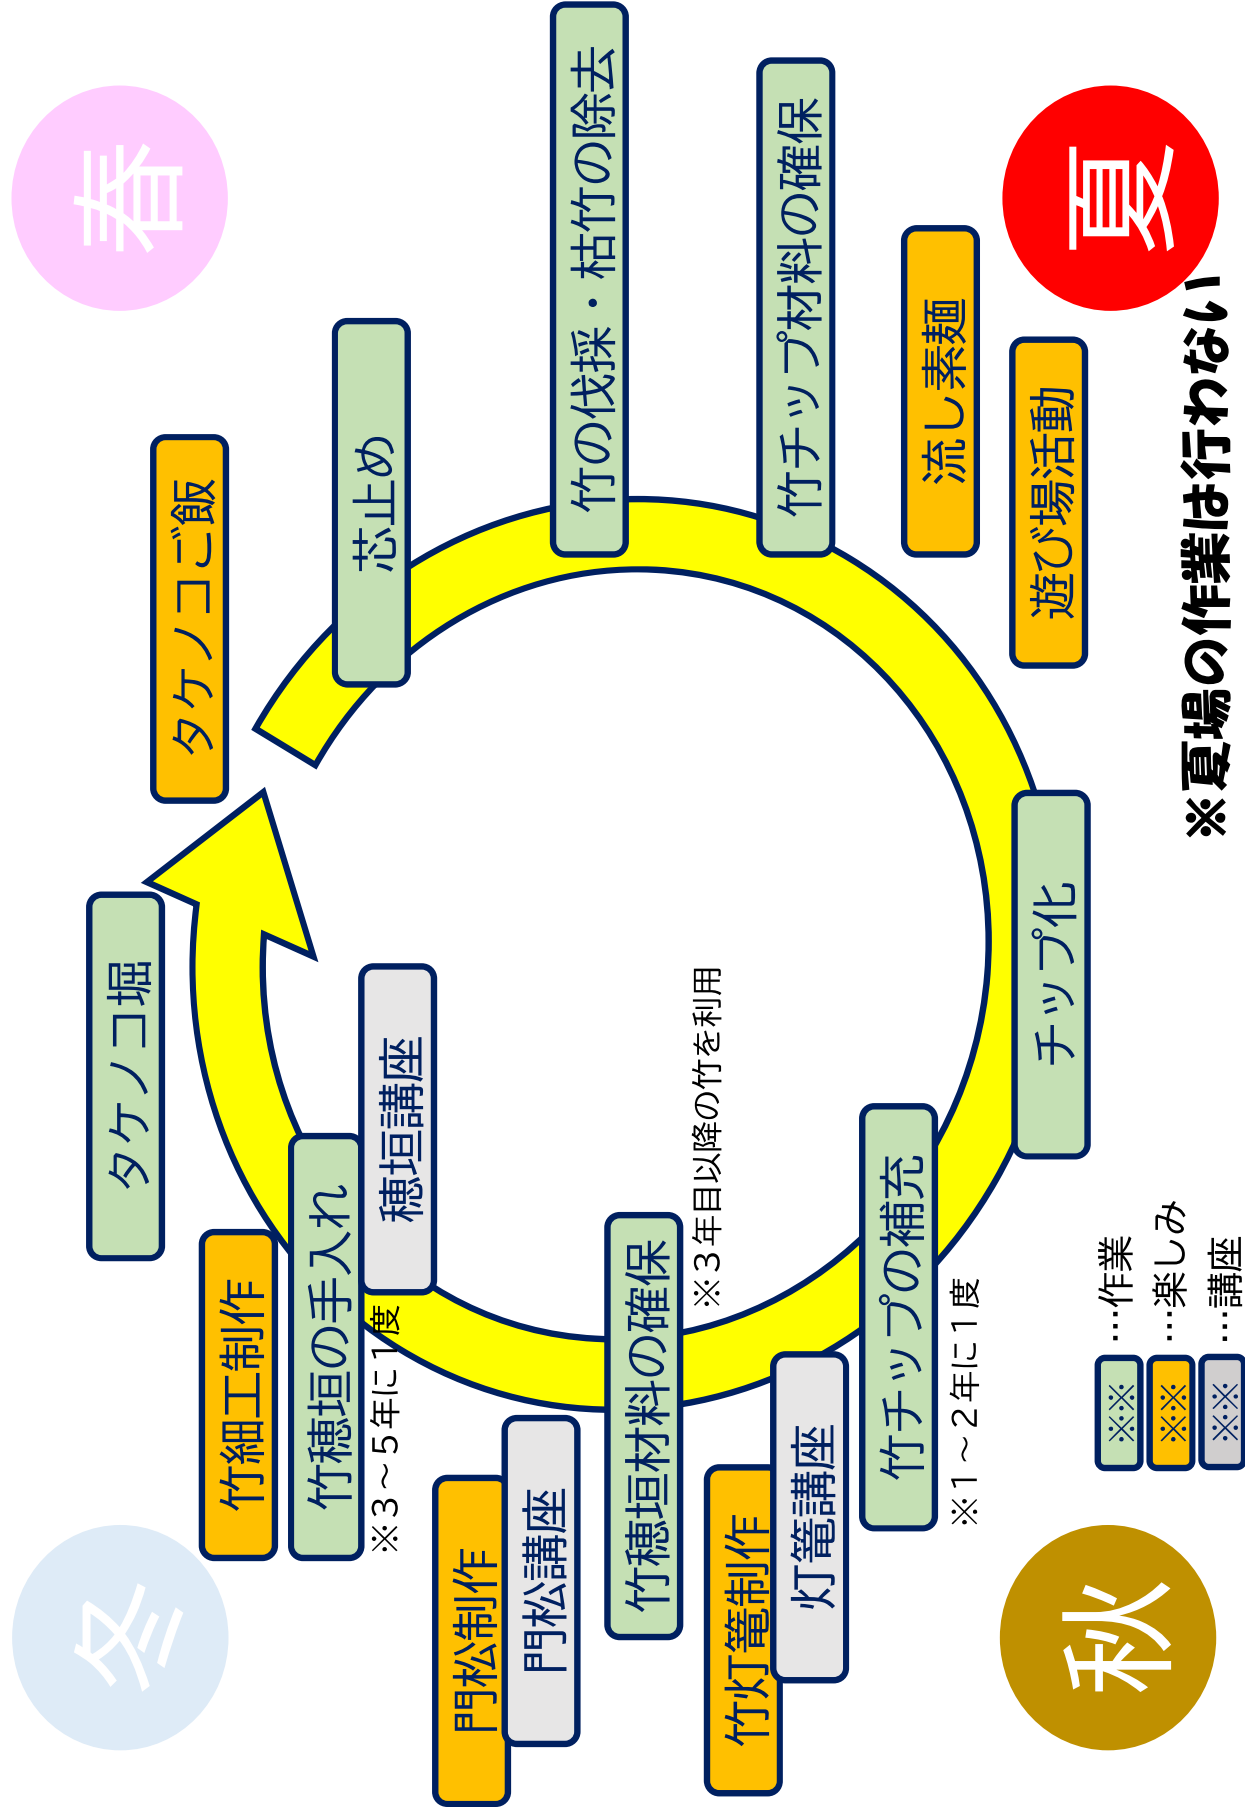 冬
春
タケノコ堀
タケノコご飯
竹細工制作
竹穂垣の手入れ
※3～5年に1度
穂垣講座
芯止め
門松制作
門松講座
竹穂垣材料の確保
※3年目以降の竹を利用
竹の伐採・枯竹の除去
竹灯篭制作
灯篭講座
竹チップ材料の確保
竹チップの補充
※1～2年に1度
流し素麺
遊び場活動
チップ化
秋
夏
※夏場の作業は行わない
※※…作業
※※…楽しみ
※※…講座